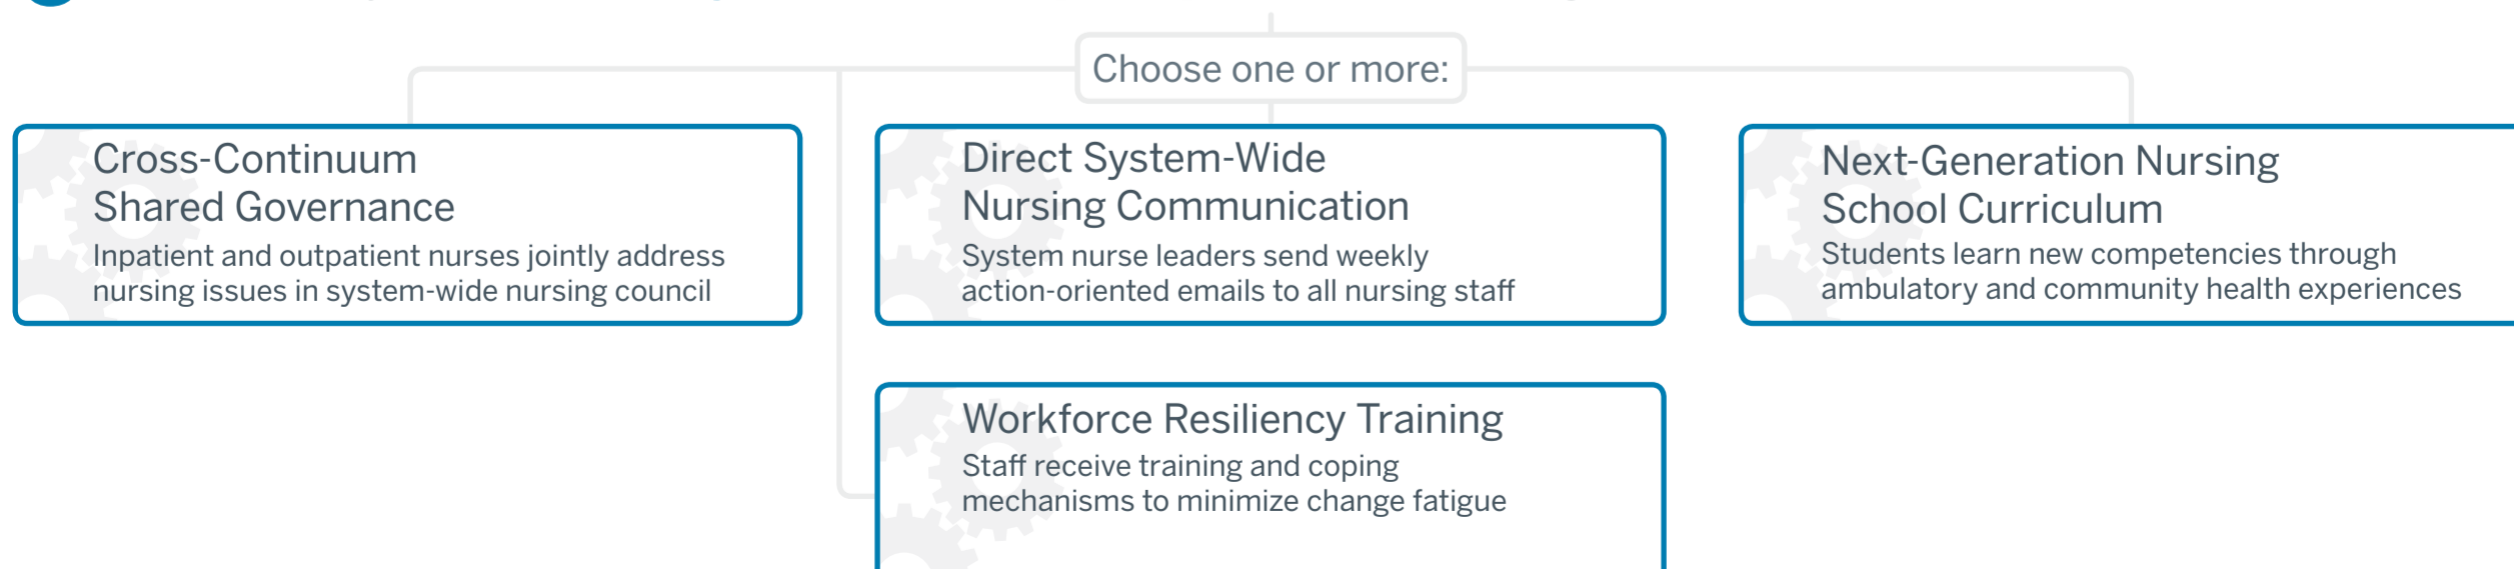 Choose one or more:
Cross-Continuum
Shared Governance
Inpatient and outpatient nurses jointly address
nursing issues in system-wide nursing council
Direct System-Wide
Nursing Communication
System nurse leaders send weekly
action-oriented emails to all nursing staff
Next-Generation Nursing
School Curriculum
Students learn new competencies through
ambulatory and community health experiences
Workforce Resiliency Training
Staff receive training and coping
mechanisms to minimize change fatigue